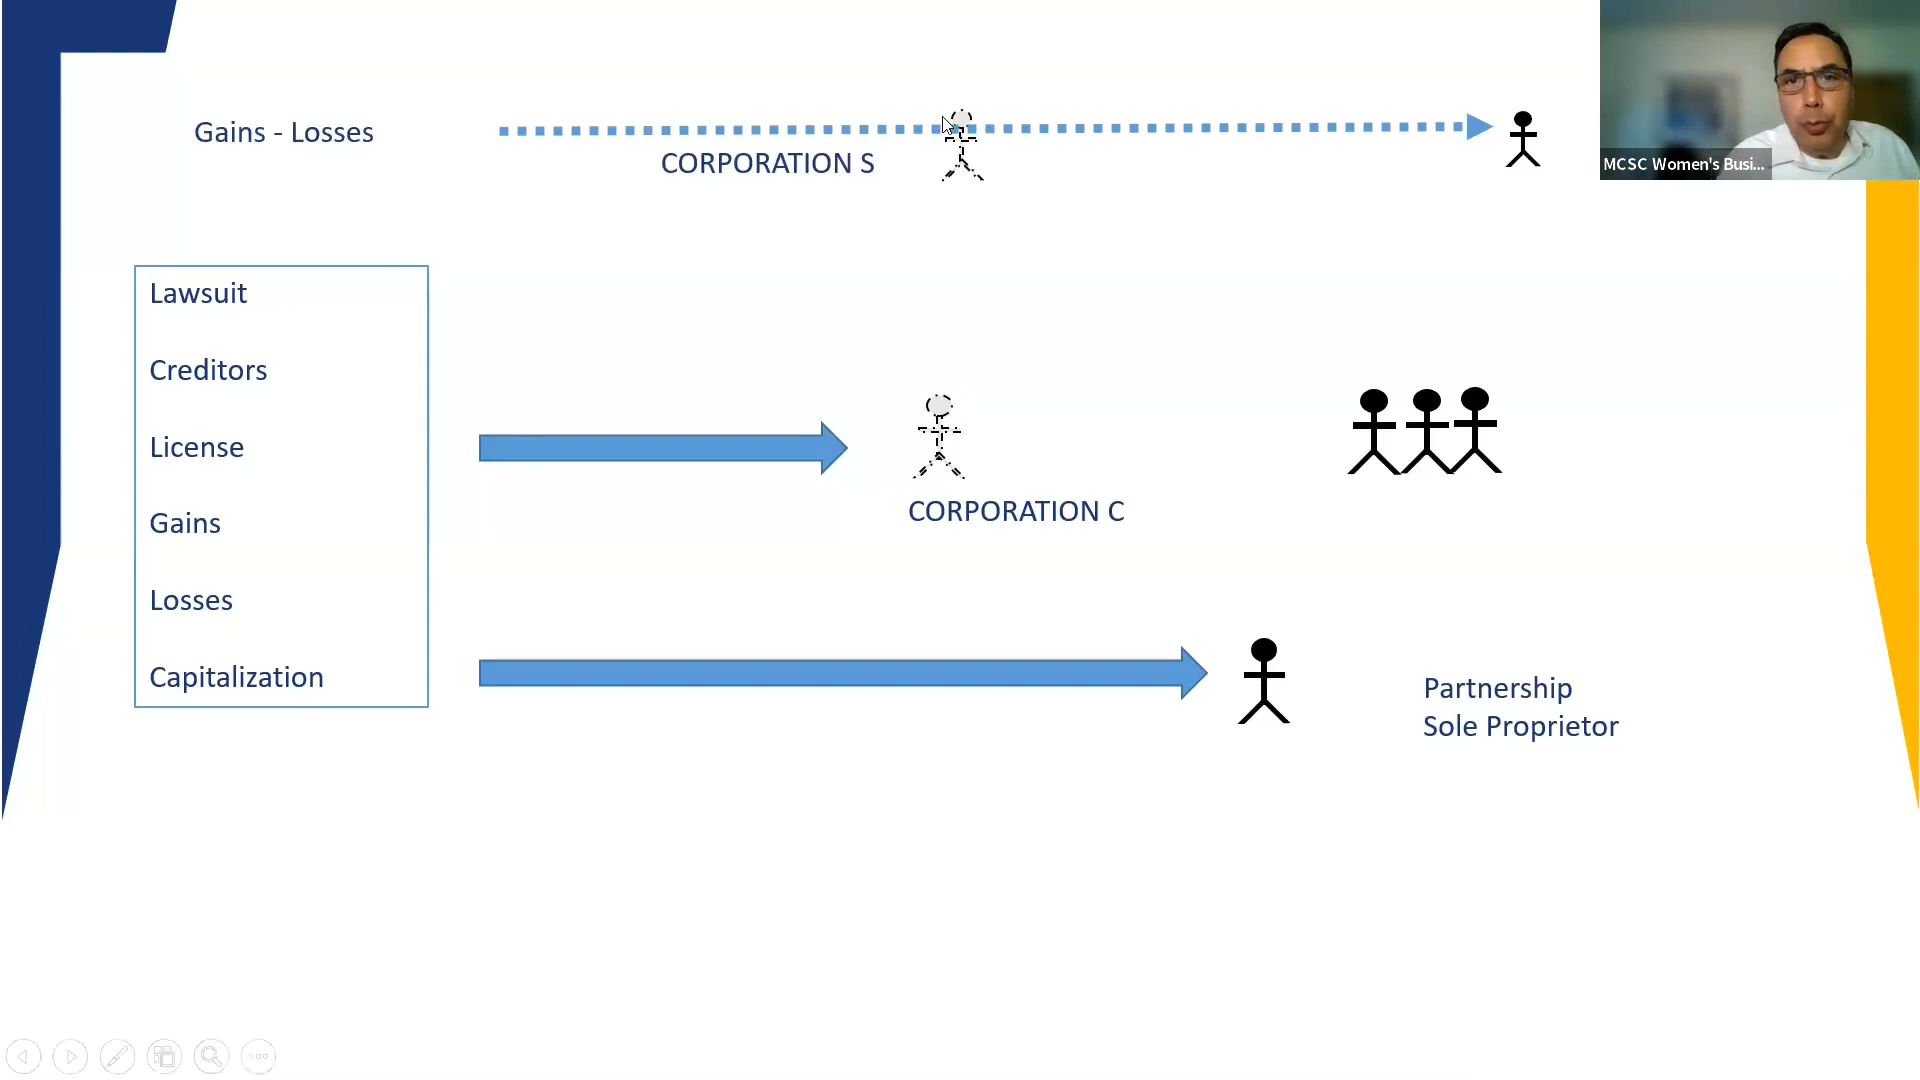 Gains - Losses
CORPORATION S
MCSC Women's Busi...
Lawsuit
Creditors
License
Gains
Losses
Capitalization
CORPORATION C
Partnership
Sole Proprietor